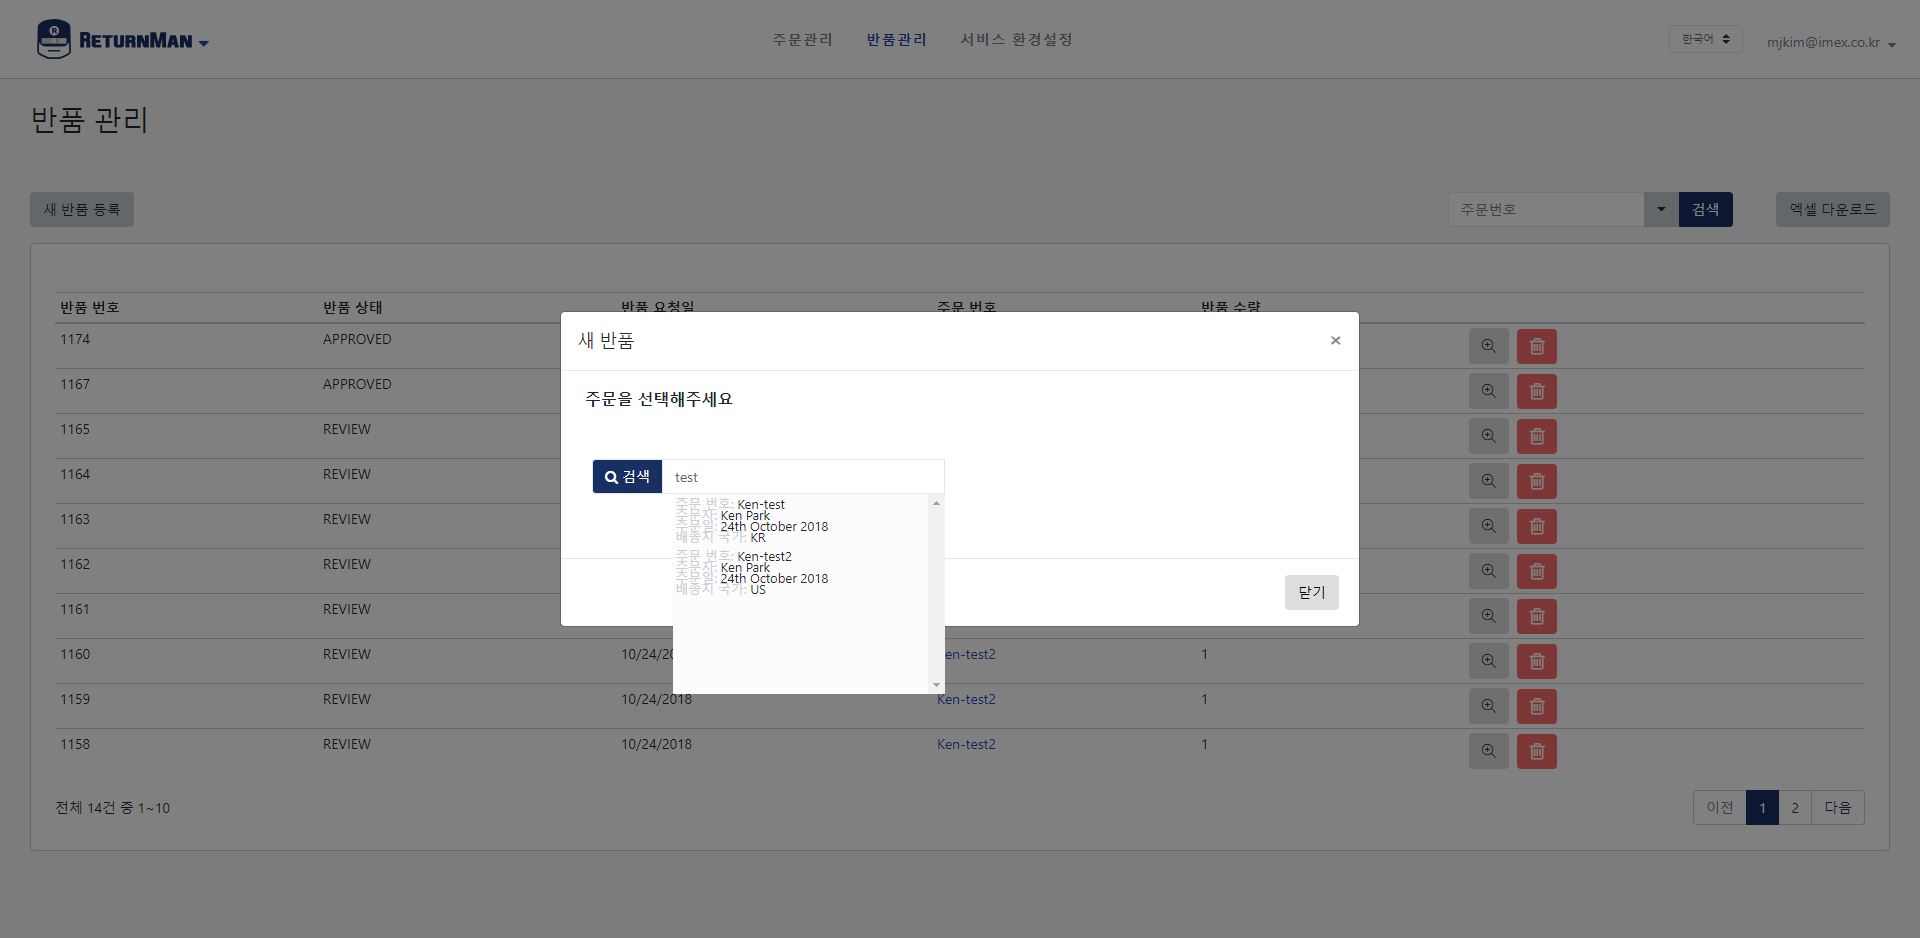 RETURNMAN
주문관리 반품관리 서비스 환경설정
한국어 mjkim@imex.co.kr
반품 관리
새 반품 등록
주문번호 검색 엑셀 다운로드
반품 번호 반품 상태 반품 요청일 주문 번호 반품 수량
1174 APPROVED
1167 APPROVED
1165 REVIEW
1164 REVIEW
1163 REVIEW
1162 REVIEW
1161 REVIEW
1160 REVIEW 10/24/20 en-test2 1
1159 REVIEW 10/24/2018 Ken-test2 1
1158 REVIEW 10/24/2018 Ken-test2 1
전체 14건 중 1~10
이전 1 2 다음
새 반품 ×
주문을 선택해주세요
검색 test
주문 번호: Ken-test
주문자: Ken Park
주문일: 24th October 2018
배송지 국가: KR
주문 번호: Ken-test2
주문자: Ken Park
주문일: 24th October 2018
배송지 국가: US
닫기